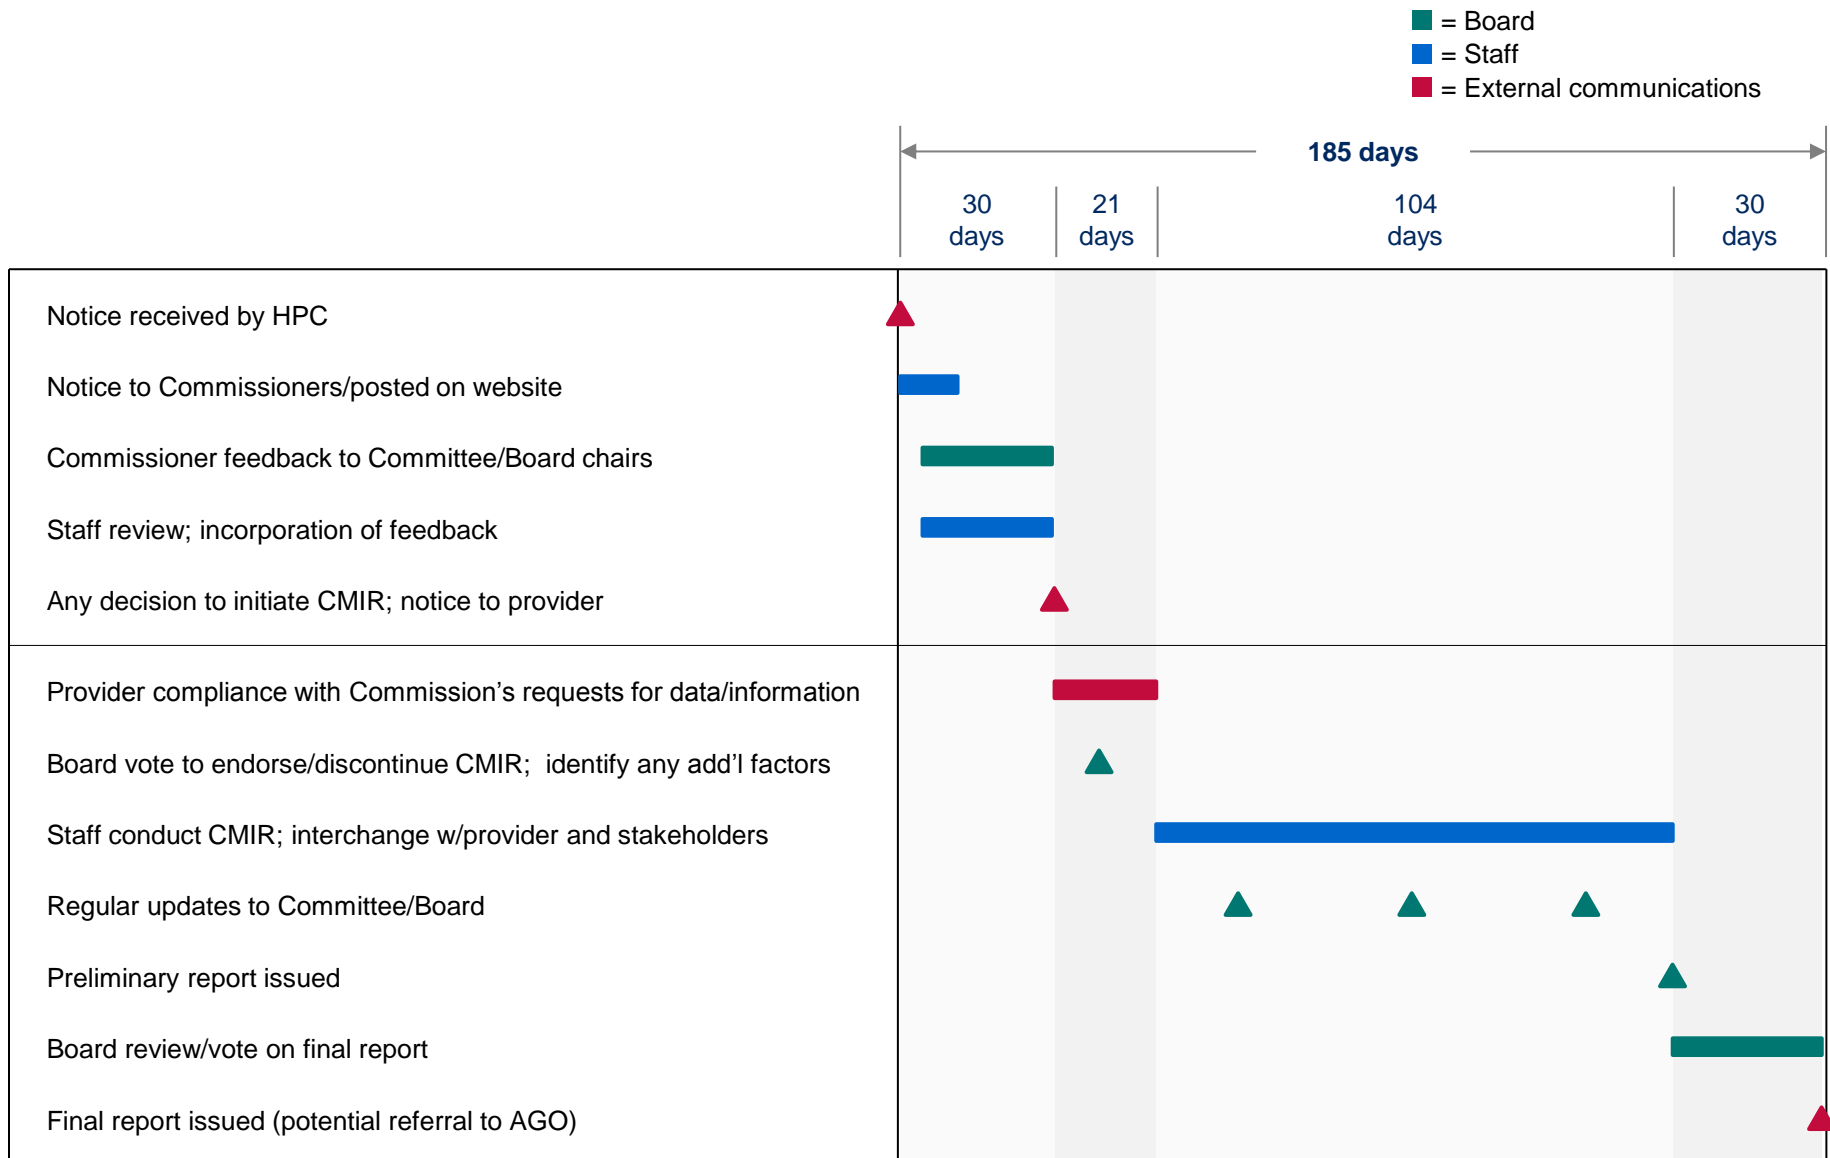 = Board
= Staff
= External communications
185 days
30
days
21
days
104
days
30
days
Notice received by HPC
Notice to Commissioners/posted on website
Commissioner feedback to Committee/Board chairs
Staff review; incorporation of feedback
Any decision to initiate CMIR; notice to provider
Provider compliance with Commission’s requests for data/information
Board vote to endorse/discontinue CMIR;  identify any add’l factors
Staff conduct CMIR; interchange w/provider and stakeholders
Regular updates to Committee/Board
Preliminary report issued
Board review/vote on final report
Final report issued (potential referral to AGO)